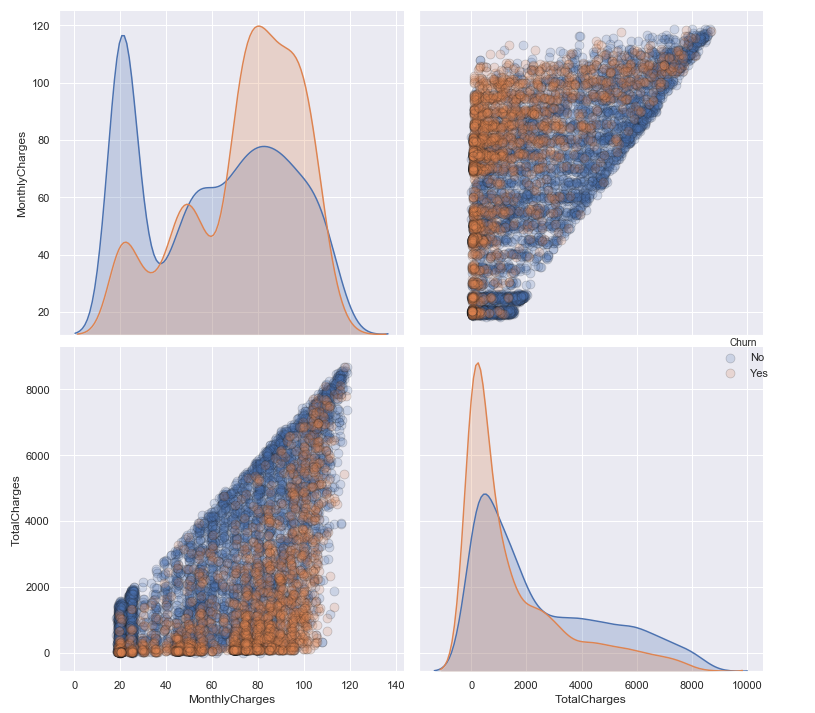 120
100
80
60
40
20
MonthlyCharges
Churn
No
Yes
8000
6000
4000
2000
0
TotalCharges
0 20 40 60 80 100 120 140
MonthlyCharges
0 2000 4000 6000 8000 10000
TotalCharges